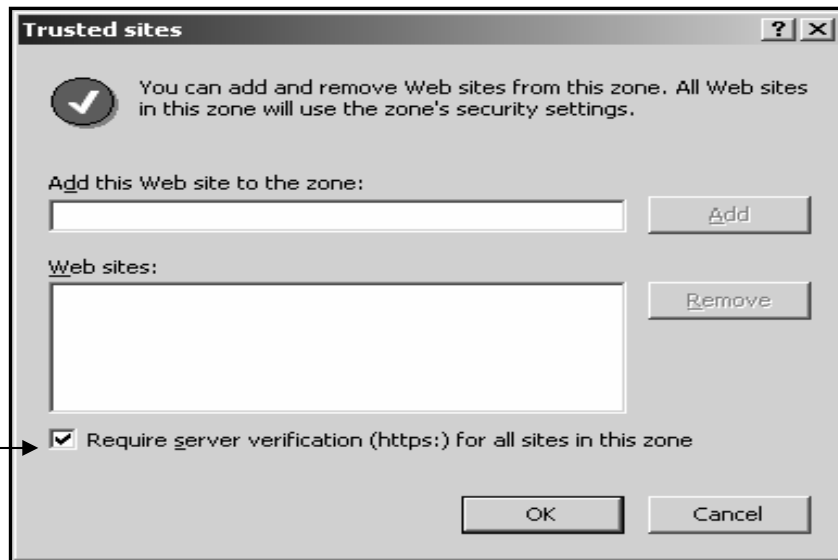 Trusted sites
You can add and remove Web sites from this zone. All Web sites
in this zone will use the zone's security settings.
Add this Web site to the zone:
Add
Web sites:
Remove
Require server verification (https:) for all sites in this zone
OK
Cancel